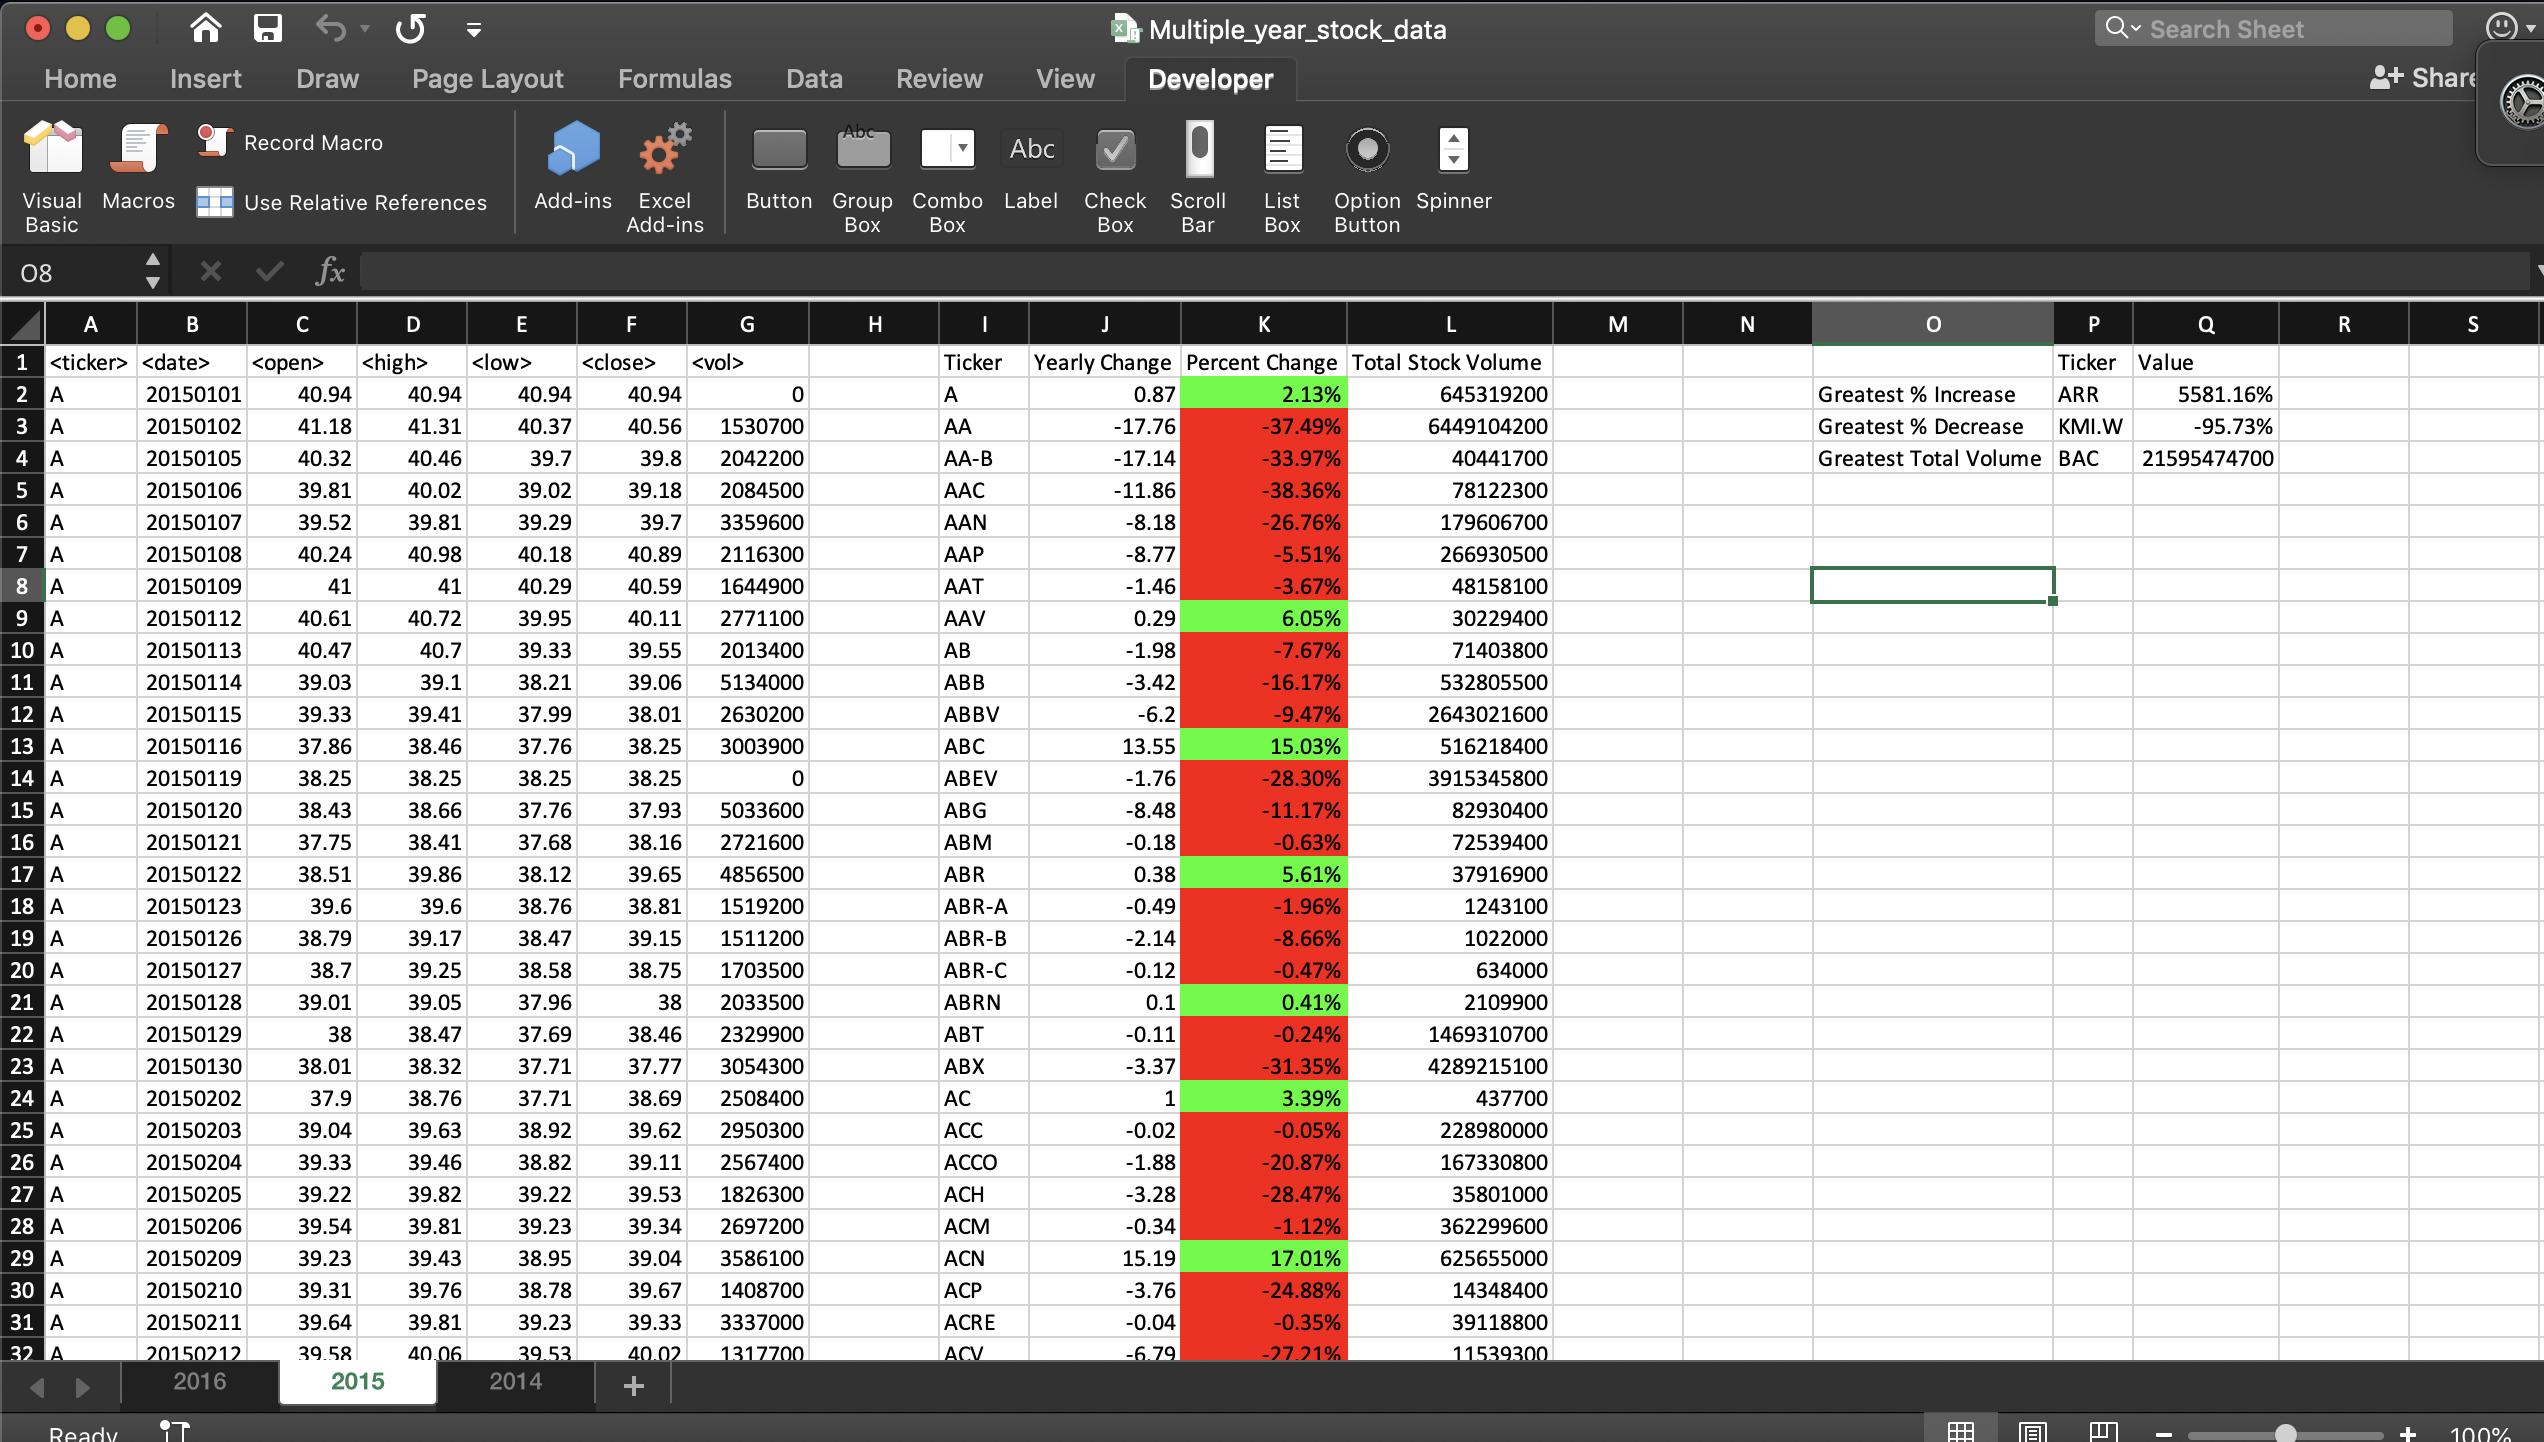 Multiple_year_stock_data
Search Sheet
Home Insert Draw Page Layout Formulas Data Review View Developer
Share
Visual Basic
Macros
Record Macro
Use Relative References
Add-ins
Excel Add-ins
Button
Group Box
Combo Box
Label
Check Box
Scroll Bar
List Box
Option Button
Spinner
Abc
Abc
O8 fx
A B C D E F G H I J K L M N O P Q R S
1 <ticker> <date> <open> <high> <low> <close> <vol> Ticker Yearly Change Percent Change Total Stock Volume Ticker Value
2 A 20150101 40.94 40.94 40.94 40.94 0 A 0.87 2.13% 645319200 Greatest % Increase ARR 5581.16%
3 A 20150102 41.18 41.31 40.37 40.56 1530700 AA -17.76 -37.49% 6449104200 Greatest % Decrease KMI.W -95.73%
4 A 20150105 40.32 40.46 39.7 39.8 2042200 AA-B -17.14 -33.97% 40441700 Greatest Total Volume BAC 21595474700
5 A 20150106 39.81 40.02 39.02 39.18 2084500 AAC -11.86 -38.36% 78122300
6 A 20150107 39.52 39.81 39.29 39.7 3359600 AAN -8.18 -26.76% 179606700
7 A 20150108 40.24 40.98 40.18 40.89 2116300 AAP -8.77 -5.51% 266930500
8 A 20150109 41 41 40.29 40.59 1644900 AAT -1.46 -3.67% 48158100
9 A 20150112 40.61 40.72 39.95 40.11 2771100 AAV 0.29 6.05% 30229400
10 A 20150113 40.47 40.7 39.33 39.55 2013400 AB -1.98 -7.67% 71403800
11 A 20150114 39.03 39.1 38.21 39.06 5134000 ABB -3.42 -16.17% 532805500
12 A 20150115 39.33 39.41 37.99 38.01 2630200 ABBV -6.2 -9.47% 2643021600
13 A 20150116 37.86 38.46 37.76 38.25 3003900 ABC 13.55 15.03% 516218400
14 A 20150119 38.25 38.25 38.25 38.25 0 ABEV -1.76 -28.30% 3915345800
15 A 20150120 38.43 38.66 37.76 37.93 5033600 ABG -8.48 -11.17% 82930400
16 A 20150121 37.75 38.41 37.68 38.16 2721600 ABM -0.18 -0.63% 72539400
17 A 20150122 38.51 39.86 38.12 39.65 4856500 ABR 0.38 5.61% 37916900
18 A 20150123 39.6 39.6 38.76 38.81 1519200 ABR-A -0.49 -1.96% 1243100
19 A 20150126 38.79 39.17 38.47 39.15 1511200 ABR-B -2.14 -8.66% 1022000
20 A 20150127 38.7 39.25 38.58 38.75 1703500 ABR-C -0.12 -0.47% 634000
21 A 20150128 39.01 39.05 37.96 38 2033500 ABRN 0.1 0.41% 2109900
22 A 20150129 38 38.47 37.69 38.46 2329900 ABT -0.11 -0.24% 1469310700
23 A 20150130 38.01 38.32 37.71 37.77 3054300 ABX -3.37 -31.35% 4289215100
24 A 20150202 37.9 38.76 37.71 38.69 2508400 AC 1 3.39% 437700
25 A 20150203 39.04 39.63 38.92 39.62 2950300 ACC -0.02 -0.05% 228980000
26 A 20150204 39.33 39.46 38.82 39.11 2567400 ACCO -1.88 -20.87% 167330800
27 A 20150205 39.22 39.82 39.22 39.53 1826300 ACH -3.28 -28.47% 35801000
28 A 20150206 39.54 39.81 39.23 39.34 2697200 ACM -0.34 -1.12% 362299600
29 A 20150209 39.23 39.43 38.95 39.04 3586100 ACN 15.19 17.01% 625655000
30 A 20150210 39.31 39.76 38.78 39.67 1408700 ACP -3.76 -24.88% 14348400
31 A 20150211 39.64 39.81 39.23 39.33 3337000 ACRE -0.04 -0.35% 39118800
32 A 20150212 39.58 40.06 39.53 40.02 1317700 ACV -6.79 -27.21% 11539300
2016 2015 2014
Ready 100%